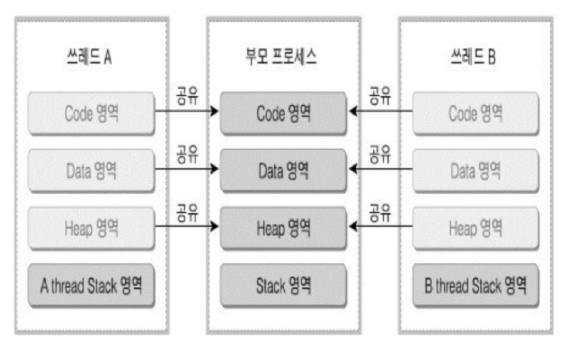 쓰레드 A
부모 프로세스
쓰레드 B
Code 영역
공유
Code 영역
공유
Code 영역
Data 영역
공유
Data 영역
공유
Data 영역
Heap 영역
공유
Heap 영역
공유
Heap 영역
A thread Stack 영역
Stack 영역
B thread Stack 영역